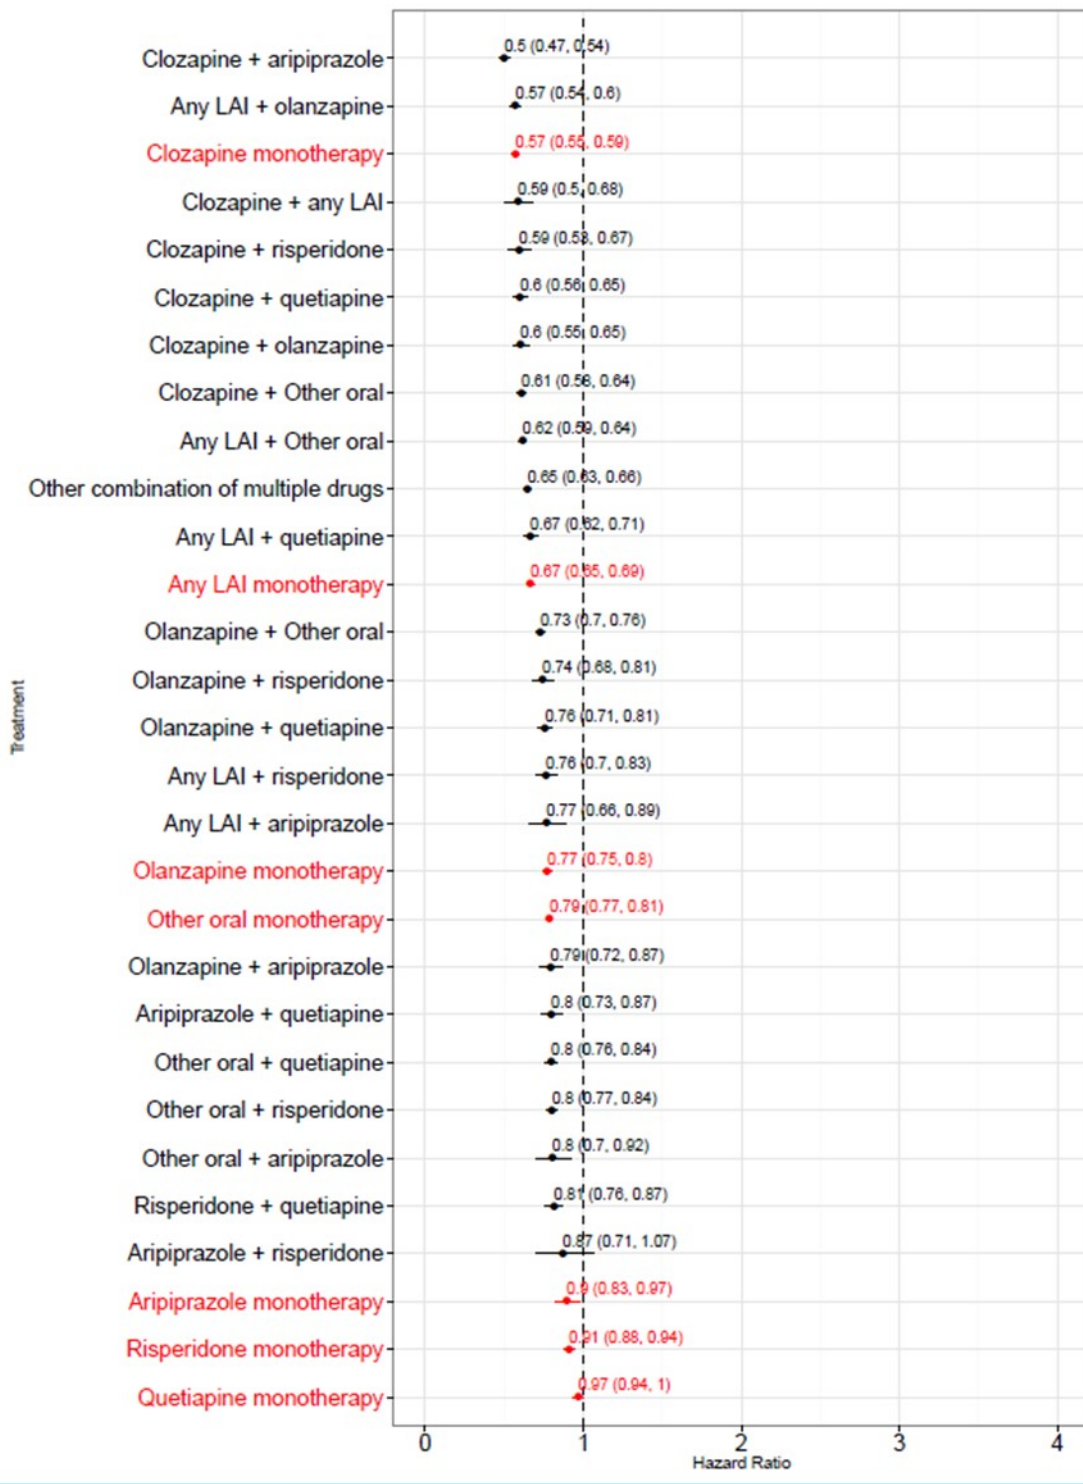 Clozapine + aripiprazole 0.5 (0.47, 0.54)
Any LAI + olanzapine 0.57 (0.54, 0.6)
Clozapine monotherapy 0.57 (0.55, 0.59)
Clozapine + any LAI 0.59 (0.5, 0.68)
Clozapine + risperidone 0.59 (0.53, 0.67)
Clozapine + quetiapine 0.6 (0.56, 0.65)
Clozapine + olanzapine 0.6 (0.55, 0.65)
Clozapine + Other oral 0.61 (0.58, 0.64)
Any LAI + Other oral 0.62 (0.59, 0.64)
Other combination of multiple drugs 0.65 (0.63, 0.66)
Any LAI + quetiapine 0.67 (0.62, 0.71)
Any LAI monotherapy 0.67 (0.65, 0.69)
Olanzapine + Other oral 0.73 (0.7, 0.76)
Olanzapine + risperidone 0.74 (0.68, 0.81)
Olanzapine + quetiapine 0.76 (0.71, 0.81)
Any LAI + risperidone 0.76 (0.7, 0.83)
Any LAI + aripiprazole 0.77 (0.66, 0.89)
Olanzapine monotherapy 0.77 (0.75, 0.8)
Other oral monotherapy 0.79 (0.77, 0.81)
Olanzapine + aripiprazole 0.79 (0.72, 0.87)
Aripiprazole + quetiapine 0.8 (0.73, 0.87)
Other oral + quetiapine 0.8 (0.76, 0.84)
Other oral + risperidone 0.8 (0.77, 0.84)
Other oral + aripiprazole 0.8 (0.7, 0.92)
Risperidone + quetiapine 0.81 (0.76, 0.87)
Aripiprazole + risperidone 0.87 (0.71, 1.07)
Aripiprazole monotherapy 0.9 (0.83, 0.97)
Risperidone monotherapy 0.91 (0.88, 0.94)
Quetiapine monotherapy 0.97 (0.94, 1)
Treatment
0 1 2 3 4
Hazard Ratio